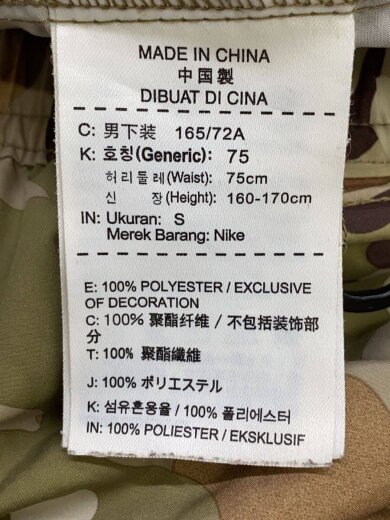 MADE IN CHINA
中国製
DIBUAT DI CINA
C: 男下装 165/72A
K: 호칭(Generic): 75
허리둘레(Waist): 75cm
신 장(Height): 160-170cm
IN: Ukuran: S
Merek Barang: Nike
E: 100% POLYESTER / EXCLUSIVE
OF DECORATION
C: 100% 聚酯纤维 / 不包括装饰部
分
T: 100% 聚酯纖維
J: 100% ポリエステル
K: 섬유혼용율 / 100% 폴리에스터
IN: 100% POLIESTER / EKSKLUSIF